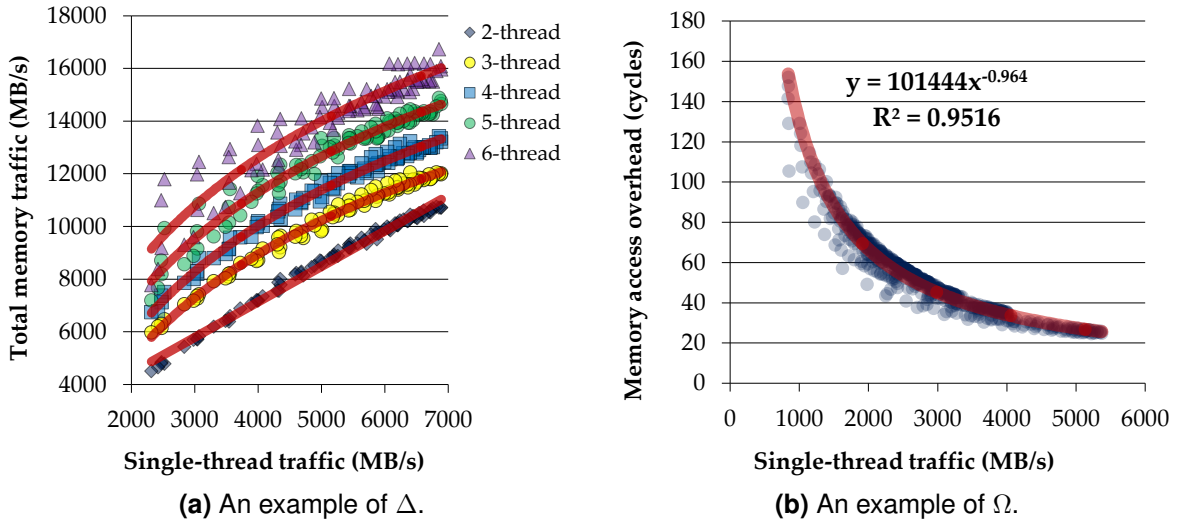 18000
16000
14000
12000
10000
8000
6000
4000
2000 3000 4000 5000 6000 7000
Total memory traffic (MB/s)
Single-thread traffic (MB/s)
2-thread
3-thread
4-thread
5-thread
6-thread
(a) An example of Δ.
180
160
140
120
100
80
60
40
20
0
0 1000 2000 3000 4000 5000 6000
Memory access overhead (cycles)
Single-thread traffic (MB/s)
y = 101444x⁻⁰·⁹⁶⁴
R² = 0.9516
(b) An example of Ω.